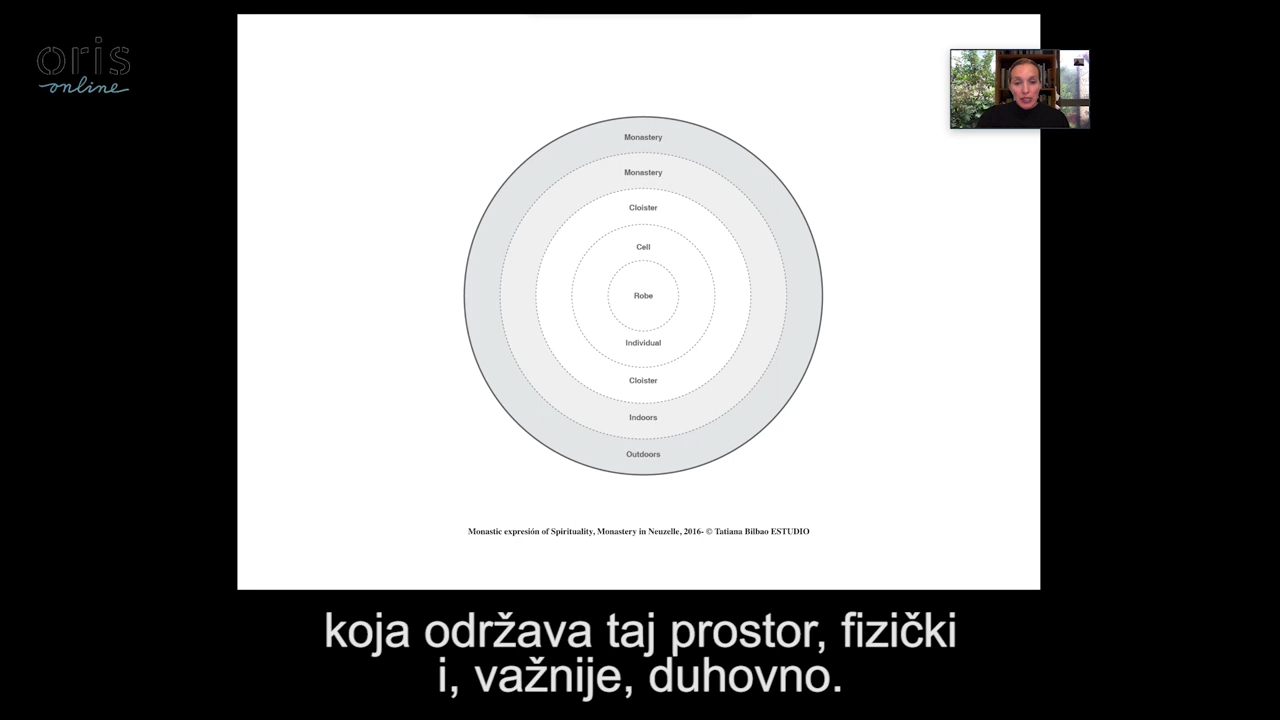 oris
online
Monastery
Monastery
Cloister
Cell
Robe
Individual
Cloister
Indoors
Outdoors
Monastic expresión of Spirituality, Monastery in Neuzelle, 2016- © Tatiana Bilbao ESTUDIO
koja održava taj prostor, fizički
i, važnije, duhovno.